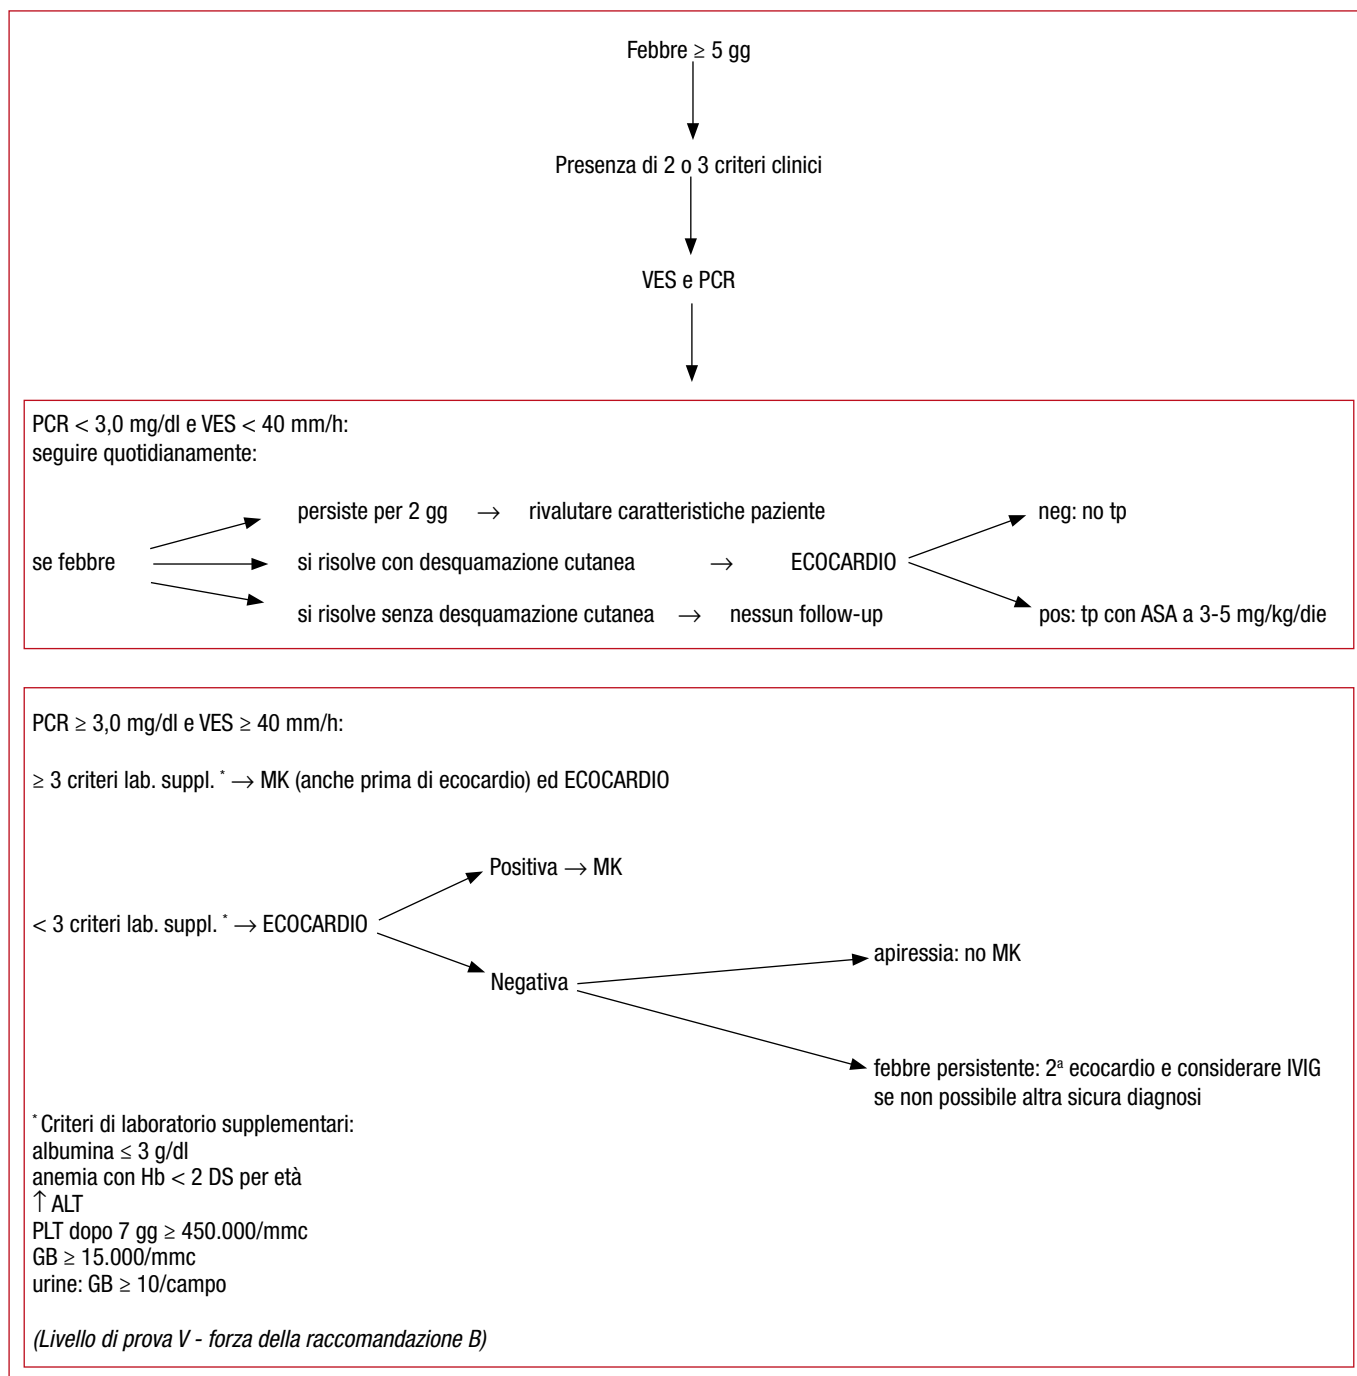 Febbre ≥ 5 gg
Presenza di 2 o 3 criteri clinici
VES e PCR
PCR < 3,0 mg/dl e VES < 40 mm/h:
seguire quotidianamente:
se febbre
persiste per 2 gg → rivalutare caratteristiche paziente
si risolve con desquamazione cutanea → ECOCARDIO
si risolve senza desquamazione cutanea → nessun follow-up
neg: no tp
pos: tp con ASA a 3-5 mg/kg/die
PCR ≥ 3,0 mg/dl e VES ≥ 40 mm/h:
≥ 3 criteri lab. suppl. * → MK (anche prima di ecocardio) ed ECOCARDIO
< 3 criteri lab. suppl. * → ECOCARDIO
Positiva → MK
Negativa
apiressia: no MK
febbre persistente: 2ª ecocardio e considerare IVIG
se non possibile altra sicura diagnosi
* Criteri di laboratorio supplementari:
albumina ≤ 3 g/dl
anemia con Hb < 2 DS per età
↑ ALT
PLT dopo 7 gg ≥ 450.000/mmc
GB ≥ 15.000/mmc
urine: GB ≥ 10/campo
(Livello di prova V - forza della raccomandazione B)